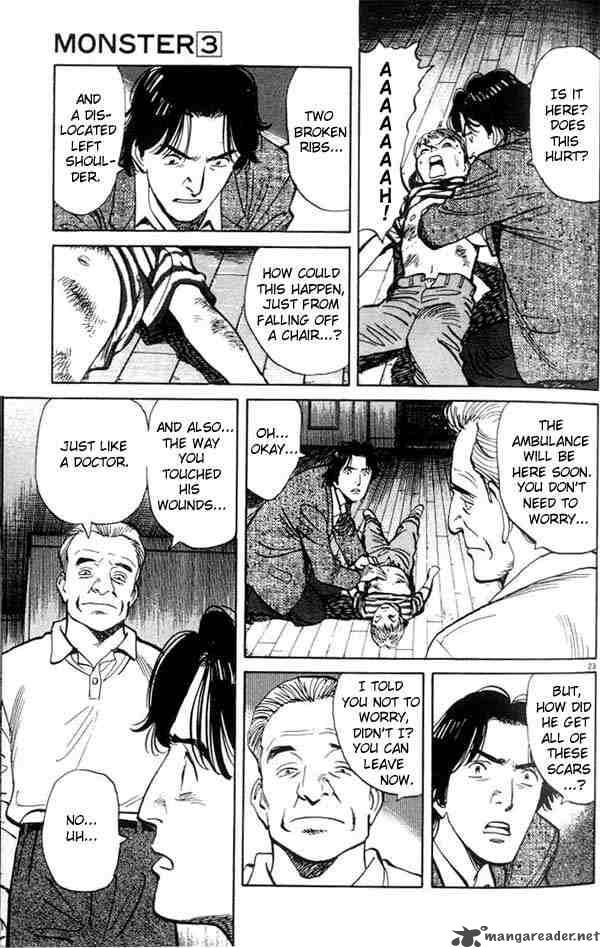 MONSTER 3
IS IT
HERE?
DOES
THIS
HURT?
AAAAAAAH!
TWO
BROKEN
RIBS...
AND
A DIS-
LOCATED
LEFT
SHOUL-
DER.
HOW COULD
THIS HAPPEN,
JUST FROM
FALLING OFF
A CHAIR...?
THE
AMBULANCE
WILL BE
HERE SOON.
YOU DON'T
NEED TO
WORRY...
OH...
OKAY...
23
BUT,
HOW DID
HE GET
ALL OF
THESE
SCARS
...?
I TOLD
YOU NOT
TO WORRY,
DIDN'T I?
YOU CAN
LEAVE
NOW.
AND ALSO...
THE WAY
YOU
TOUCHED
HIS
WOUNDS...
JUST LIKE
A DOCTOR.
NO...
UH...
mangareader.net